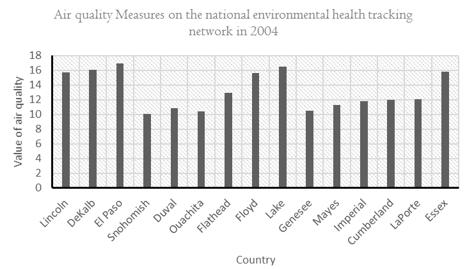 Air quality Measures on the national environmental health tracking
network in 2004
Value of air quality
18
16
14
12
10
8
6
4
2
0
Lincoln
DeKalb
El Paso
Snohomish
Duval
Ouachita
Flathead
Floyd
Lake
Genesee
Mayes
Imperial
Cumberland
LaPorte
Essex
Country